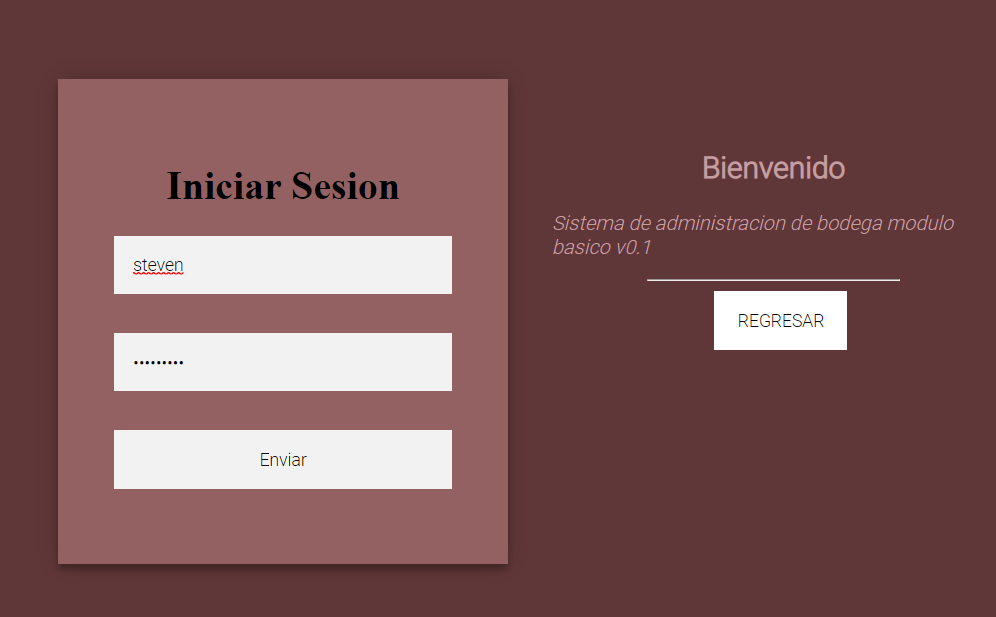 Iniciar Sesion
steven
•••••••••
Enviar
Bienvenido
Sistema de administracion de bodega modulo
basico v0.1
REGRESAR